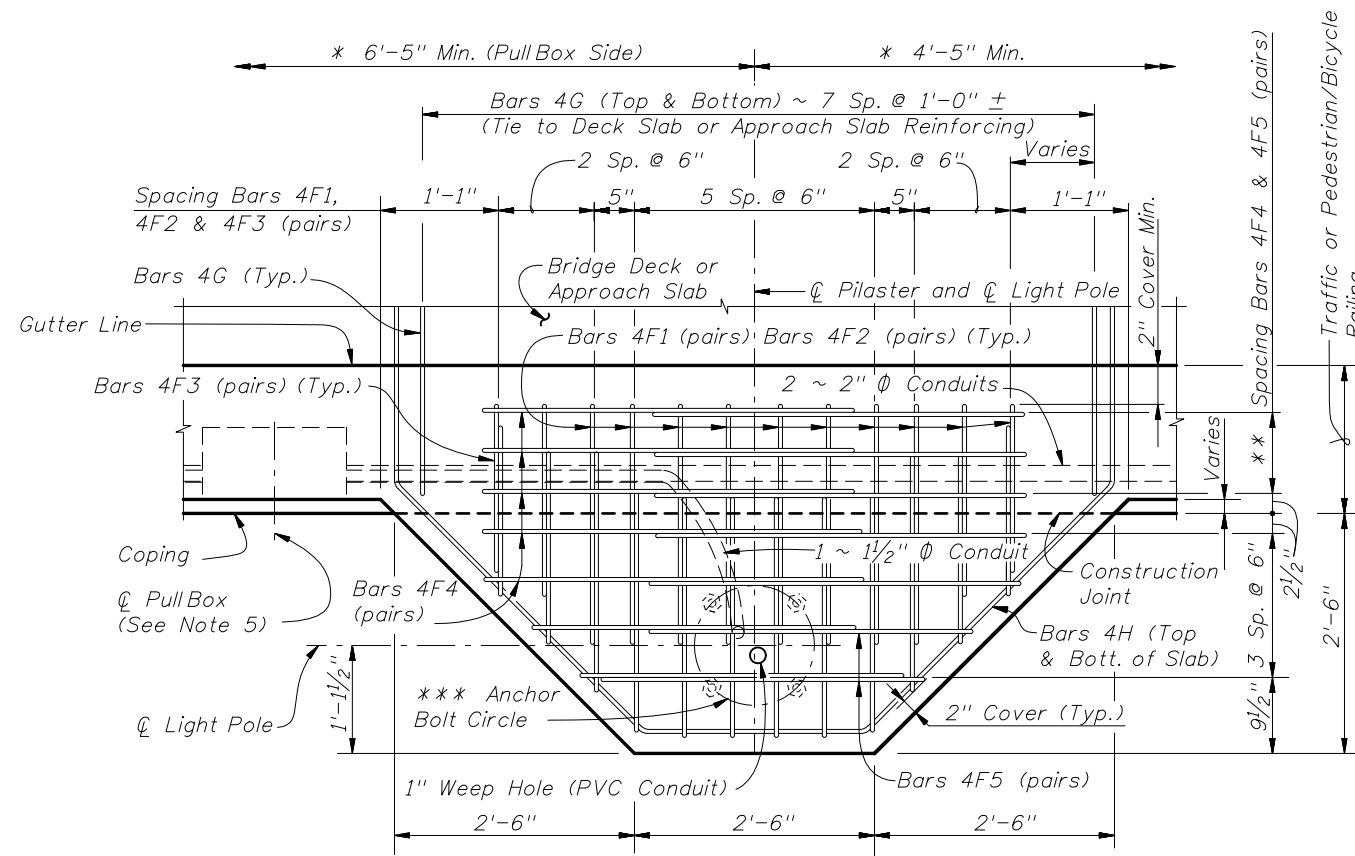 * 6'-5" Min. (Pull Box Side)
* 4'-5" Min.
Bars 4G (Top & Bottom) ~ 7 Sp. @ 1'-0" ±
(Tie to Deck Slab or Approach Slab Reinforcing)
2 Sp. @ 6"
2 Sp. @ 6"
Varies
Spacing Bars 4F1,
4F2 & 4F3 (pairs)
1'-1"
5"
5 Sp. @ 6"
5"
1'-1"
Bars 4G (Typ.)
Bridge Deck or
Approach Slab
℄ Pilaster and ℄ Light Pole
2" Cover Min.
** Spacing Bars 4F4 & 4F5 (pairs)
Traffic or Pedestrian/Bicycle
Railing
Gutter Line
Bars 4F1 (pairs)
Bars 4F2 (pairs) (Typ.)
Bars 4F3 (pairs) (Typ.)
2 ~ 2" Φ Conduits
Varies
Coping
1 ~ 1½" Φ Conduit
Construction
Joint
2½"
℄ Pull Box
(See Note 5)
Bars 4F4
(pairs)
Bars 4H (Top
& Bott. of Slab)
3 Sp. @ 6"
2'-6"
1'-1½"
*** Anchor
Bolt Circle
2" Cover (Typ.)
9½"
℄ Light Pole
1" Weep Hole (PVC Conduit)
Bars 4F5 (pairs)
2'-6"
2'-6"
2'-6"